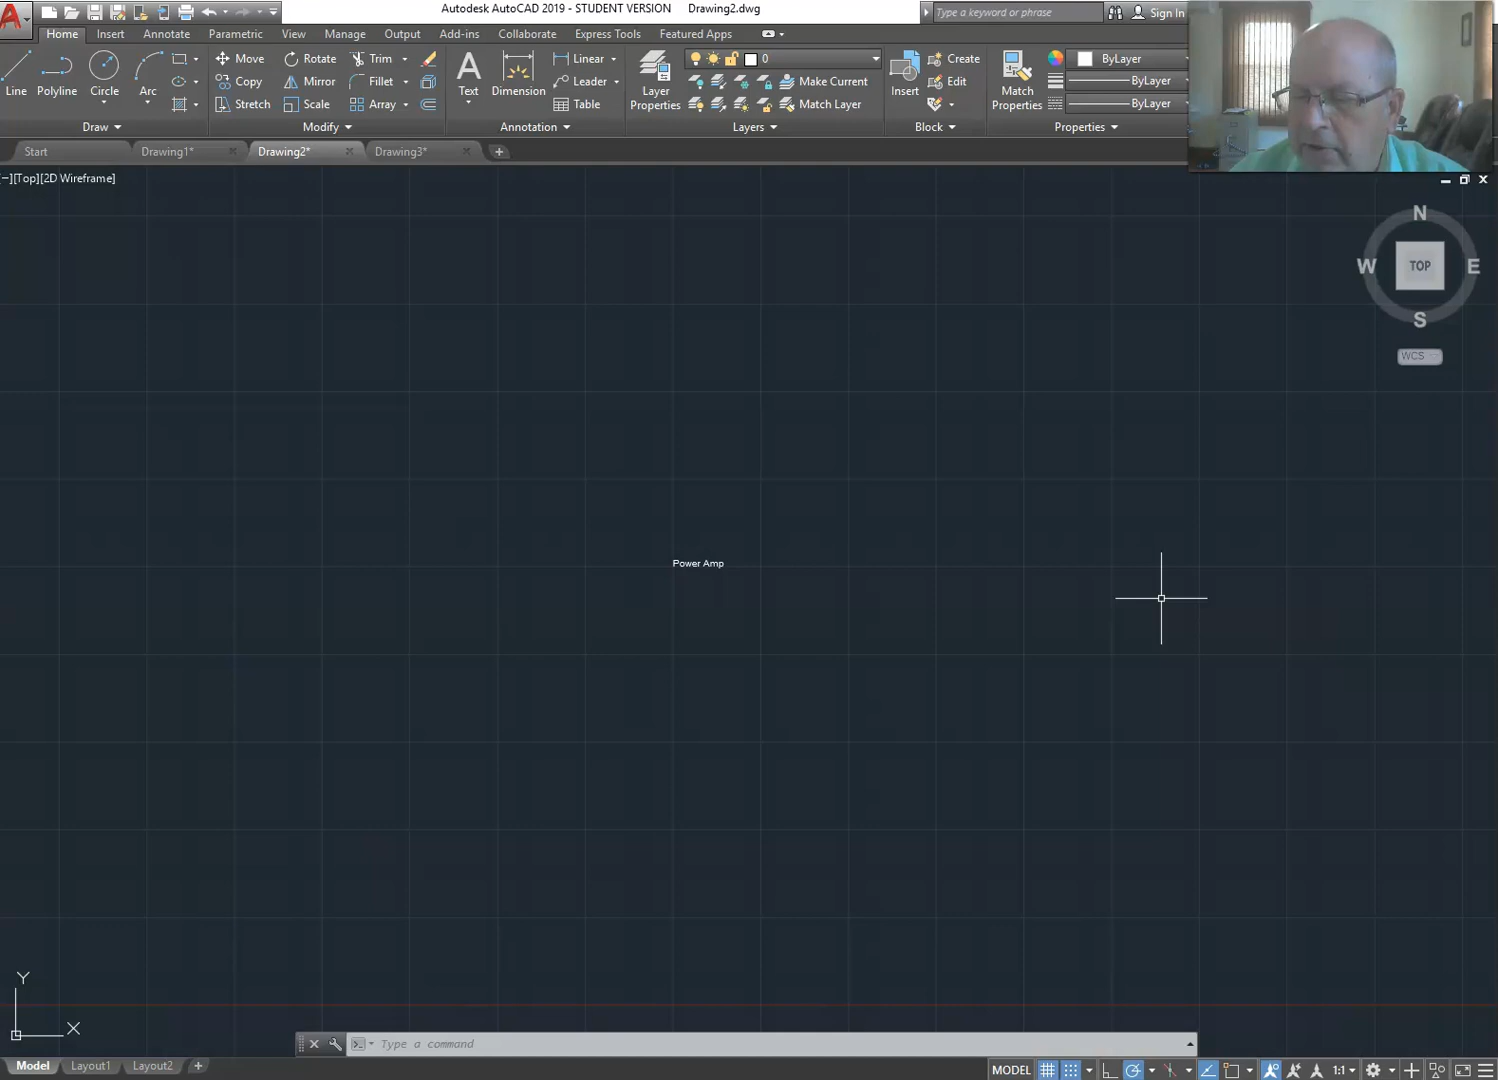 Autodesk AutoCAD 2019 - STUDENT VERSION Drawing2.dwg
Type a keyword or phrase
Sign In
Home Insert Annotate Parametric View Manage Output Add-ins Collaborate Express Tools Featured Apps
Move Rotate Trim Linear 0 Create ByLayer
Copy Mirror Fillet Leader Make Current Edit ByLayer
Line Polyline Circle Arc Text Dimension Layer Properties Insert Match Properties
Stretch Scale Array Table Match Layer ByLayer
Draw Modify Annotation Layers Block Properties
Start Drawing1* Drawing2* Drawing3*
[−][Top][2D Wireframe]
N
W TOP E
S
WCS
Power Amp
Y
X
Type a command
Model Layout1 Layout2 MODEL 1:1